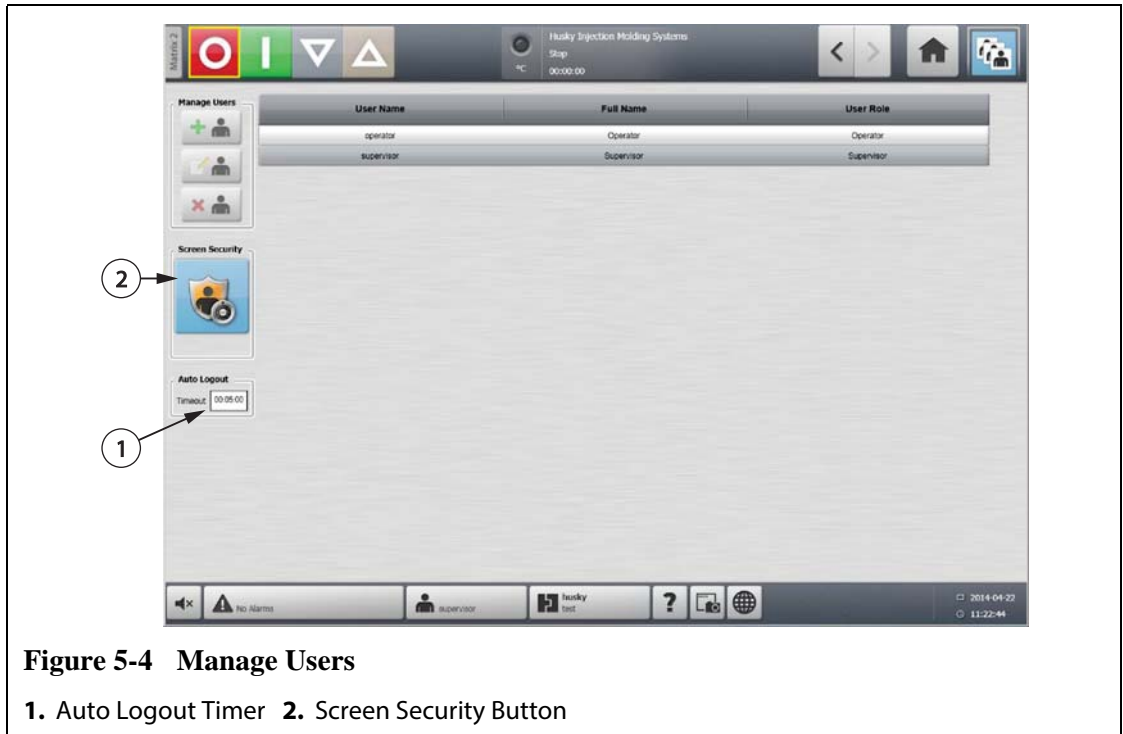 Matrix 2
Husky Injection Molding Systems
Stop
°C 00:00:00
Manage Users
User Name Full Name User Role
operator Operator Operator
supervisor Supervisor Supervisor
Screen Security
2
Auto Logout
Timeout 00:05:00
1
No Alarms
supervisor
husky
test
?
2014-04-22
11:22:44
Figure 5-4 Manage Users
1. Auto Logout Timer 2. Screen Security Button